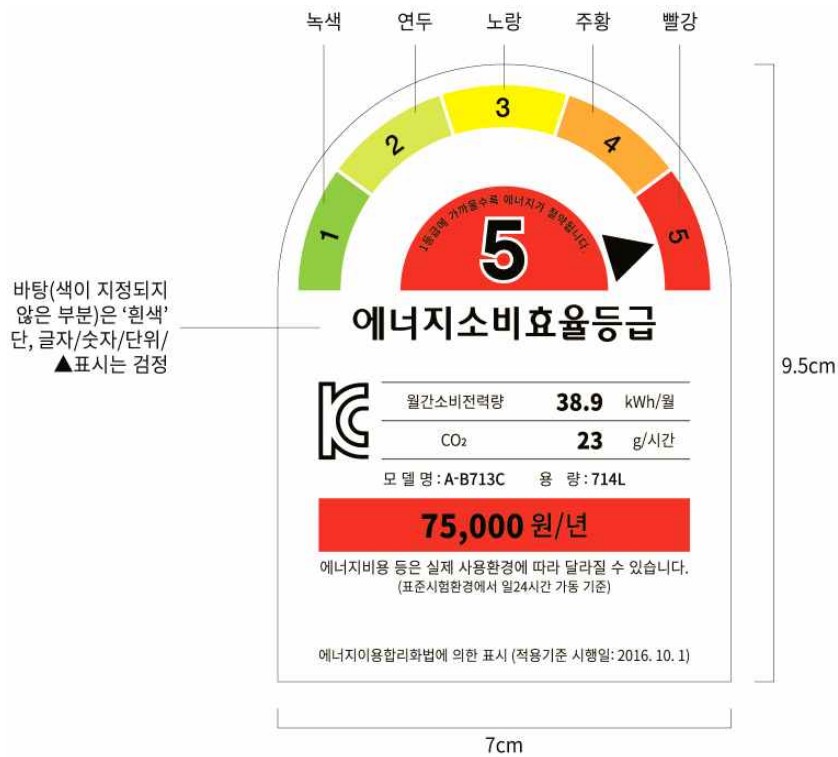 녹색 연두 노랑 주황 빨강
1 2 3 4 5
1등급에 가까울수록 에너지가 절약됩니다.
5
에너지소비효율등급
바탕(색이 지정되지
않은 부분)은 ‘흰색’
단, 글자/숫자/단위/
▲표시는 검정
9.5cm
월간소비전력량 38.9 kWh/월
CO₂ 23 g/시간
모 델 명 : A-B713C 용 량 : 714L
75,000 원/년
에너지비용 등은 실제 사용환경에 따라 달라질 수 있습니다.
(표준시험환경에서 일24시간 가동 기준)
에너지이용합리화법에 의한 표시 (적용기준 시행일: 2016. 10. 1)
7cm